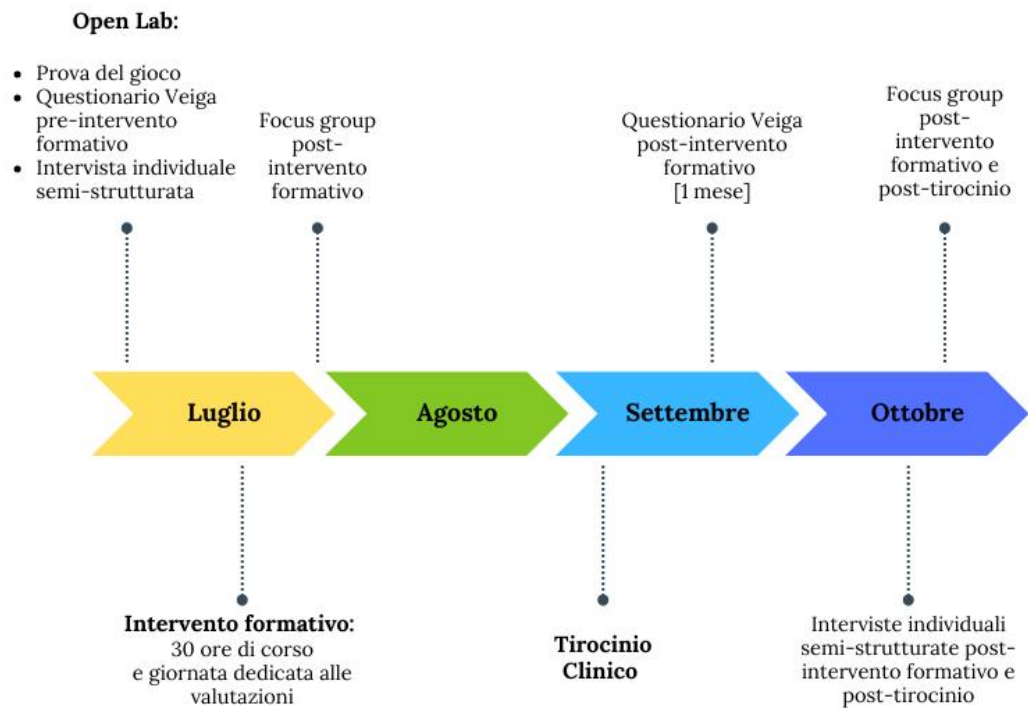 Open Lab:
• Prova del gioco
• Questionario Veiga
pre-intervento
formativo
• Intervista individuale
semi-strutturata
Focus group
post-
intervento
formativo
Questionario Veiga
post-intervento
formativo
[1 mese]
Focus group
post-
intervento
formativo e
post-tirocinio
Luglio
Agosto
Settembre
Ottobre
Intervento formativo:
30 ore di corso
e giornata dedicata alle
valutazioni
Tirocinio
Clinico
Interviste individuali
semi-strutturate post-
intervento formativo e
post-tirocinio